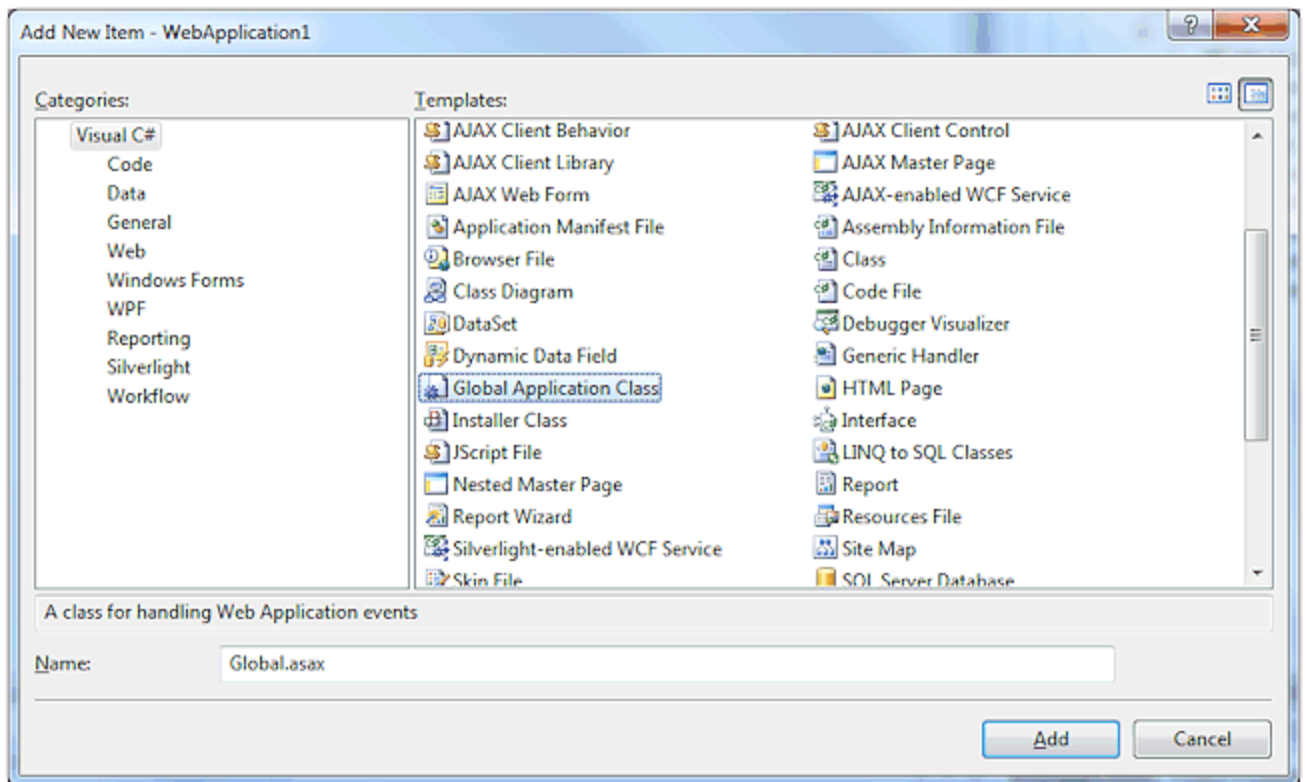 Add New Item - WebApplication1
Categories:
Visual C#
Code
Data
General
Web
Windows Forms
WPF
Reporting
Silverlight
Workflow
Templates:
AJAX Client Behavior
AJAX Client Control
AJAX Client Library
AJAX Master Page
AJAX Web Form
AJAX-enabled WCF Service
Application Manifest File
Assembly Information File
Browser File
Class
Class Diagram
Code File
DataSet
Debugger Visualizer
Dynamic Data Field
Generic Handler
Global Application Class
HTML Page
Installer Class
Interface
JScript File
LINQ to SQL Classes
Nested Master Page
Report
Report Wizard
Resources File
Silverlight-enabled WCF Service
Site Map
Skin File
SQL Server Database
A class for handling Web Application events
Name:
Global.asax
Add
Cancel